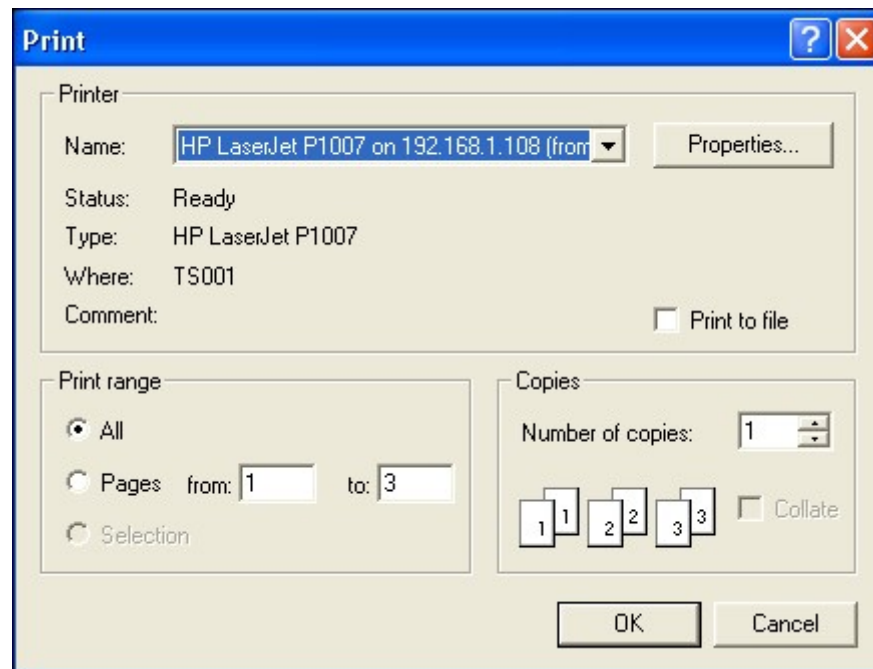 Print
Printer
Name: HP LaserJet P1007 on 192.168.1.108 (from Properties...
Status: Ready
Type: HP LaserJet P1007
Where: TS001
Comment: Print to file
Print range
All
Pages from: 1 to: 3
Selection
Copies
Number of copies: 1
1 1 2 2 3 3 Collate
OK Cancel